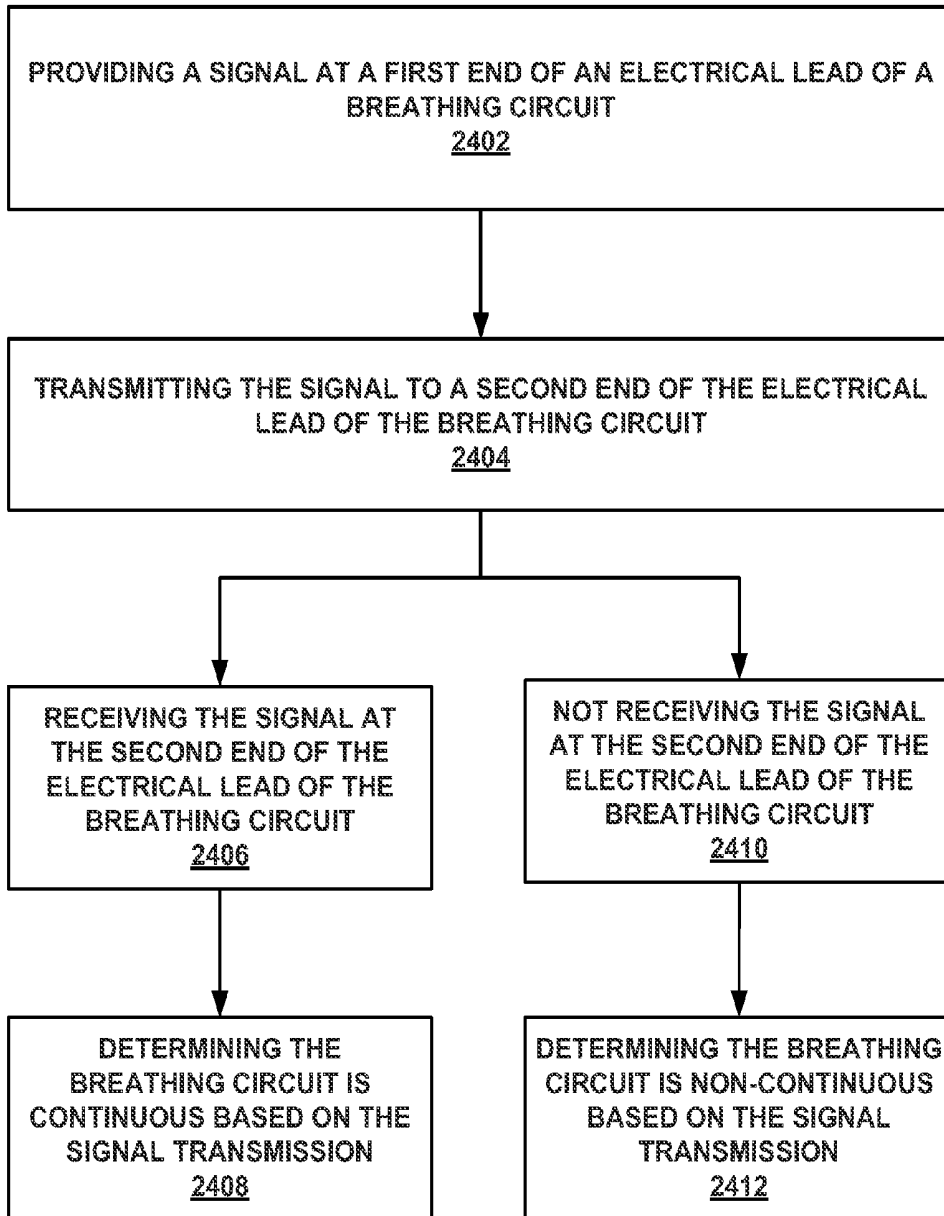 PROVIDING A SIGNAL AT A FIRST END OF AN ELECTRICAL LEAD OF A
BREATHING CIRCUIT
2402
TRANSMITTING THE SIGNAL TO A SECOND END OF THE ELECTRICAL
LEAD OF THE BREATHING CIRCUIT
2404
RECEIVING THE SIGNAL AT
THE SECOND END OF THE
ELECTRICAL LEAD OF THE
BREATHING CIRCUIT
2406
NOT RECEIVING THE SIGNAL
AT THE SECOND END OF THE
ELECTRICAL LEAD OF THE
BREATHING CIRCUIT
2410
DETERMINING THE
BREATHING CIRCUIT IS
CONTINUOUS BASED ON THE
SIGNAL TRANSMISSION
2408
DETERMINING THE BREATHING
CIRCUIT IS NON-CONTINUOUS
BASED ON THE SIGNAL
TRANSMISSION
2412